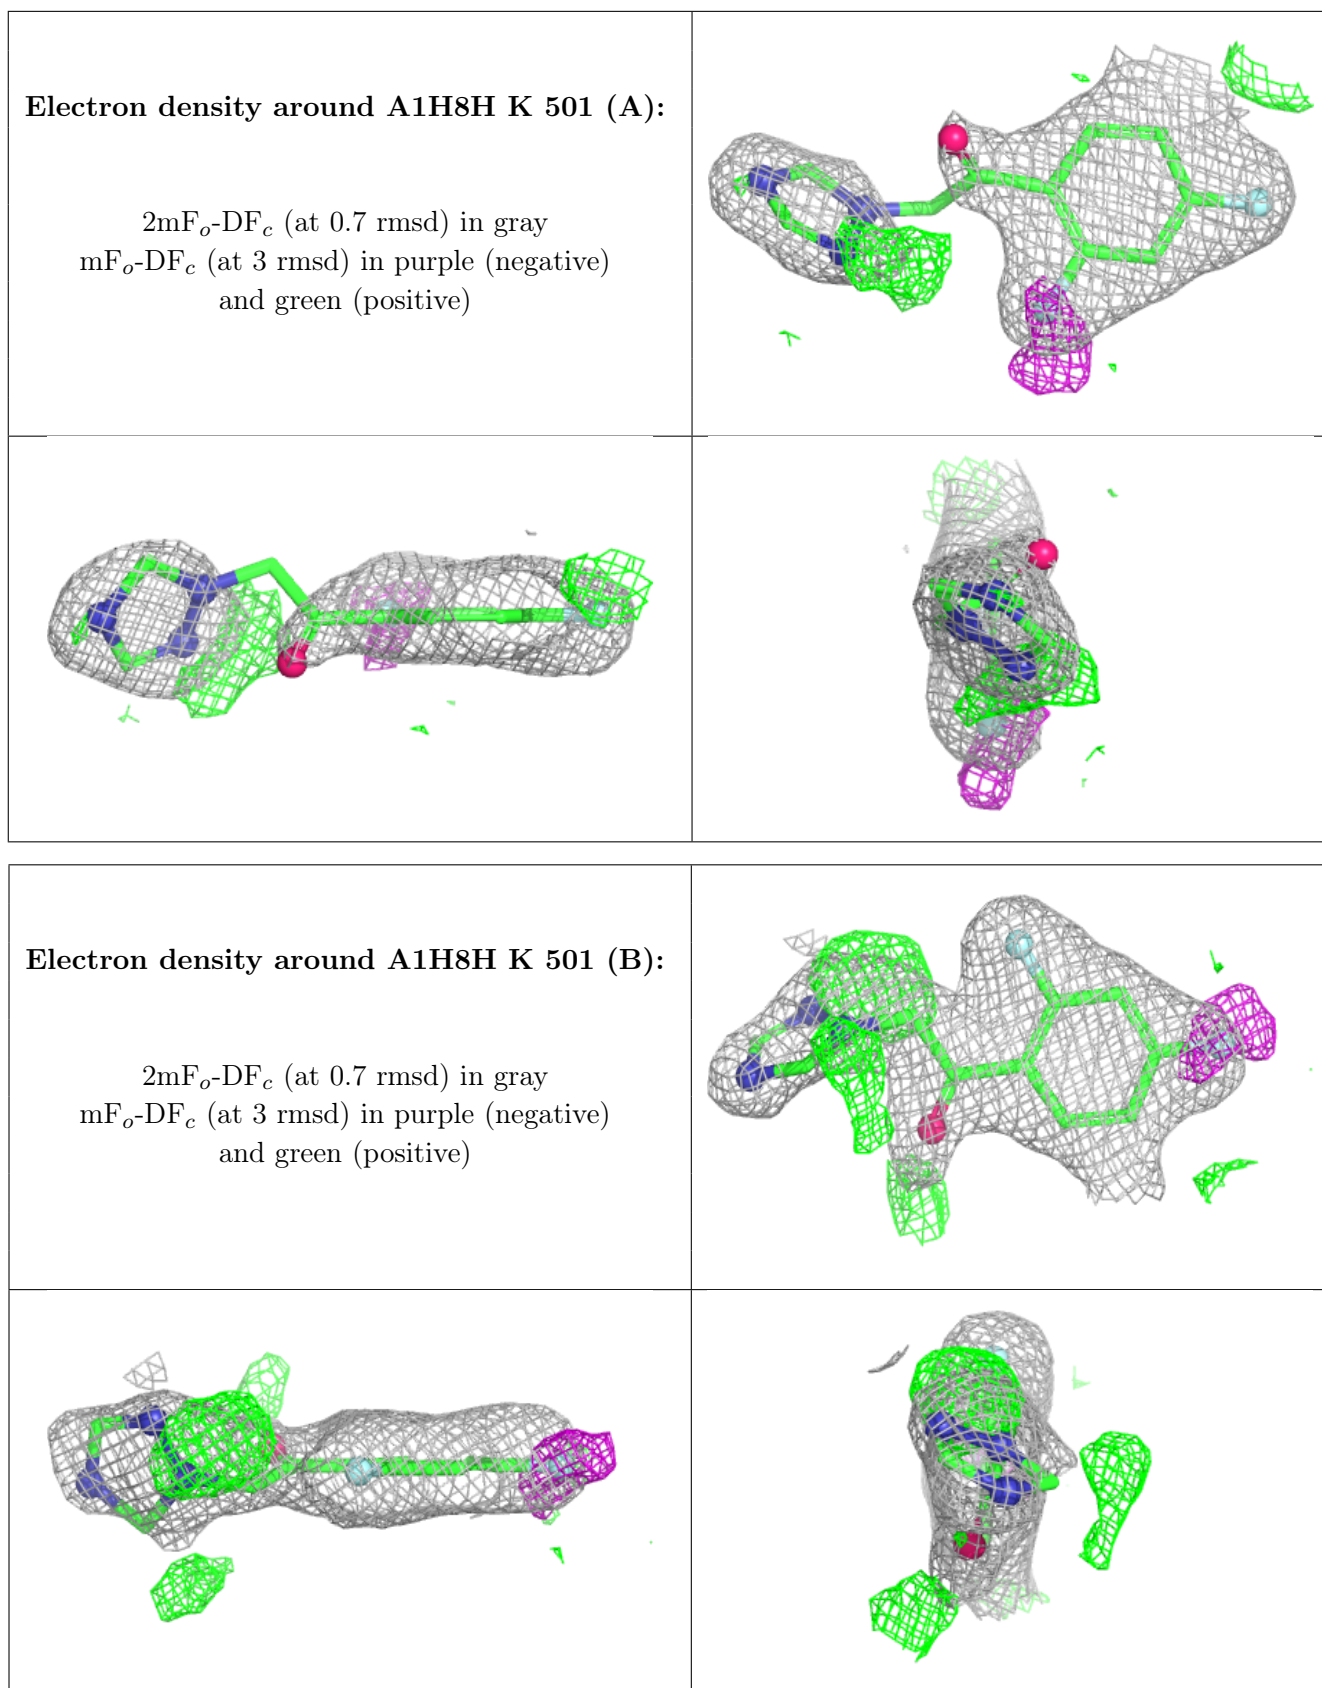 Electron density around A1H8H K 501 (A):
2mFₒ-DF𝑐 (at 0.7 rmsd) in gray
mFₒ-DF𝑐 (at 3 rmsd) in purple (negative)
and green (positive)
Electron density around A1H8H K 501 (B):
2mFₒ-DF𝑐 (at 0.7 rmsd) in gray
mFₒ-DF𝑐 (at 3 rmsd) in purple (negative)
and green (positive)